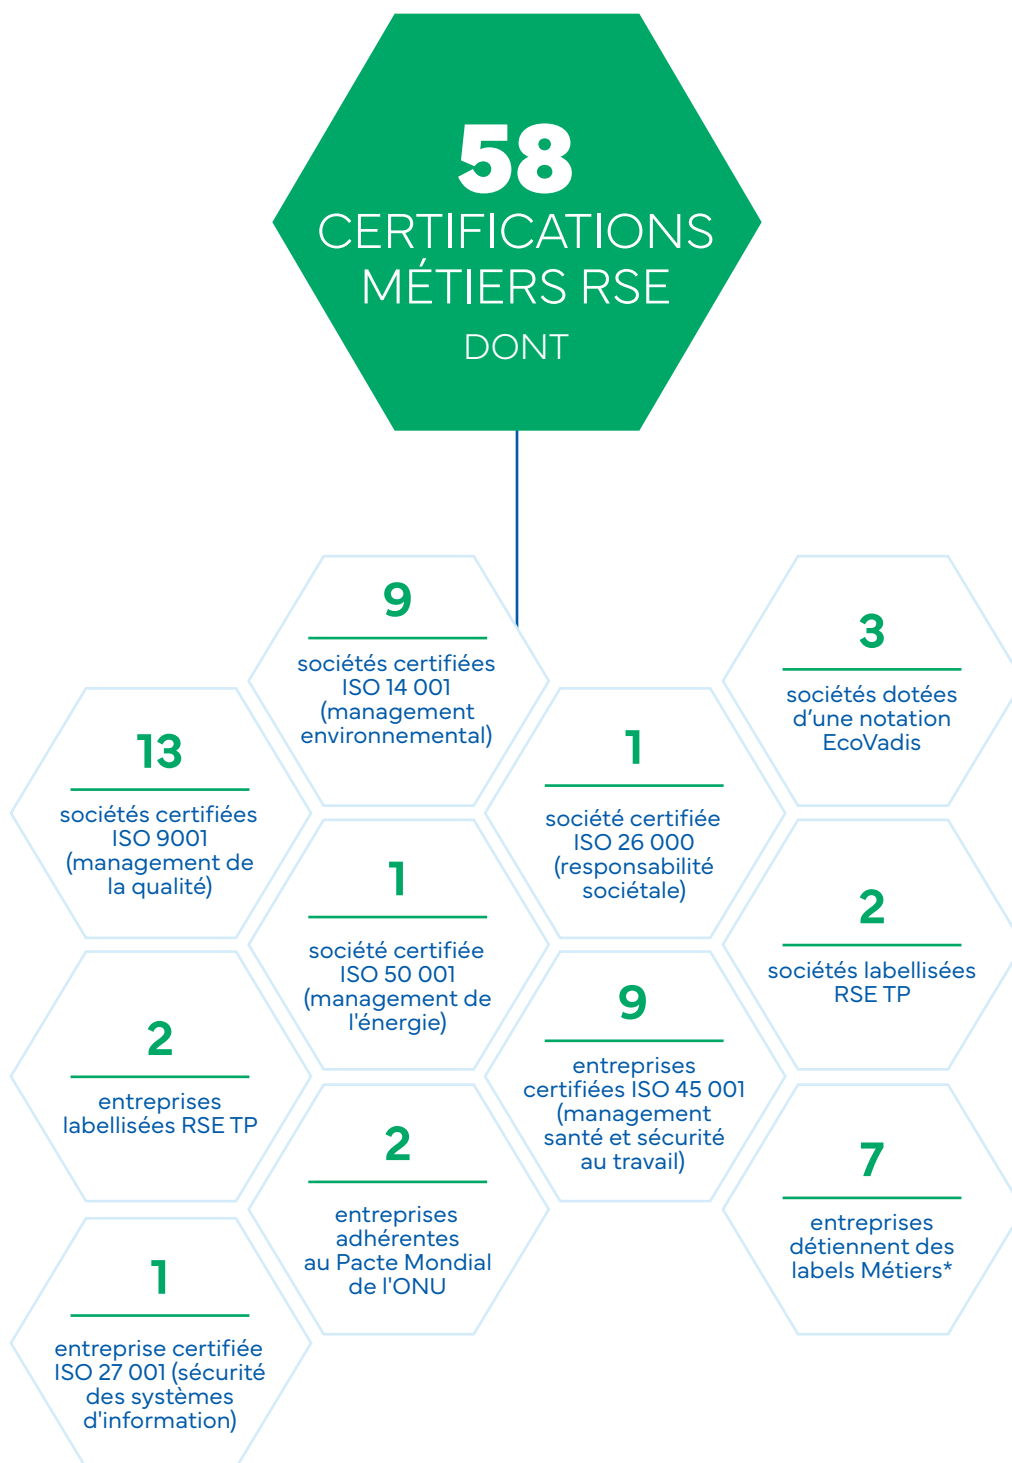 58
CERTIFICATIONS
MÉTIERS RSE
DONT
9
sociétés certifiées
ISO 14 001
(management
environnemental)
3
sociétés dotées
d’une notation
EcoVadis
13
sociétés certifiées
ISO 9001
(management de
la qualité)
1
société certifiée
ISO 26 000
(responsabilité
sociétale)
1
société certifiée
ISO 50 001
(management de
l'énergie)
2
sociétés labellisées
RSE TP
2
entreprises
labellisées RSE TP
9
entreprises
certifiées ISO 45 001
(management
santé et sécurité
au travail)
2
entreprises
adhérentes
au Pacte Mondial
de l'ONU
7
entreprises
détiennent des
labels Métiers*
1
entreprise certifiée
ISO 27 001 (sécurité
des systèmes
d'information)